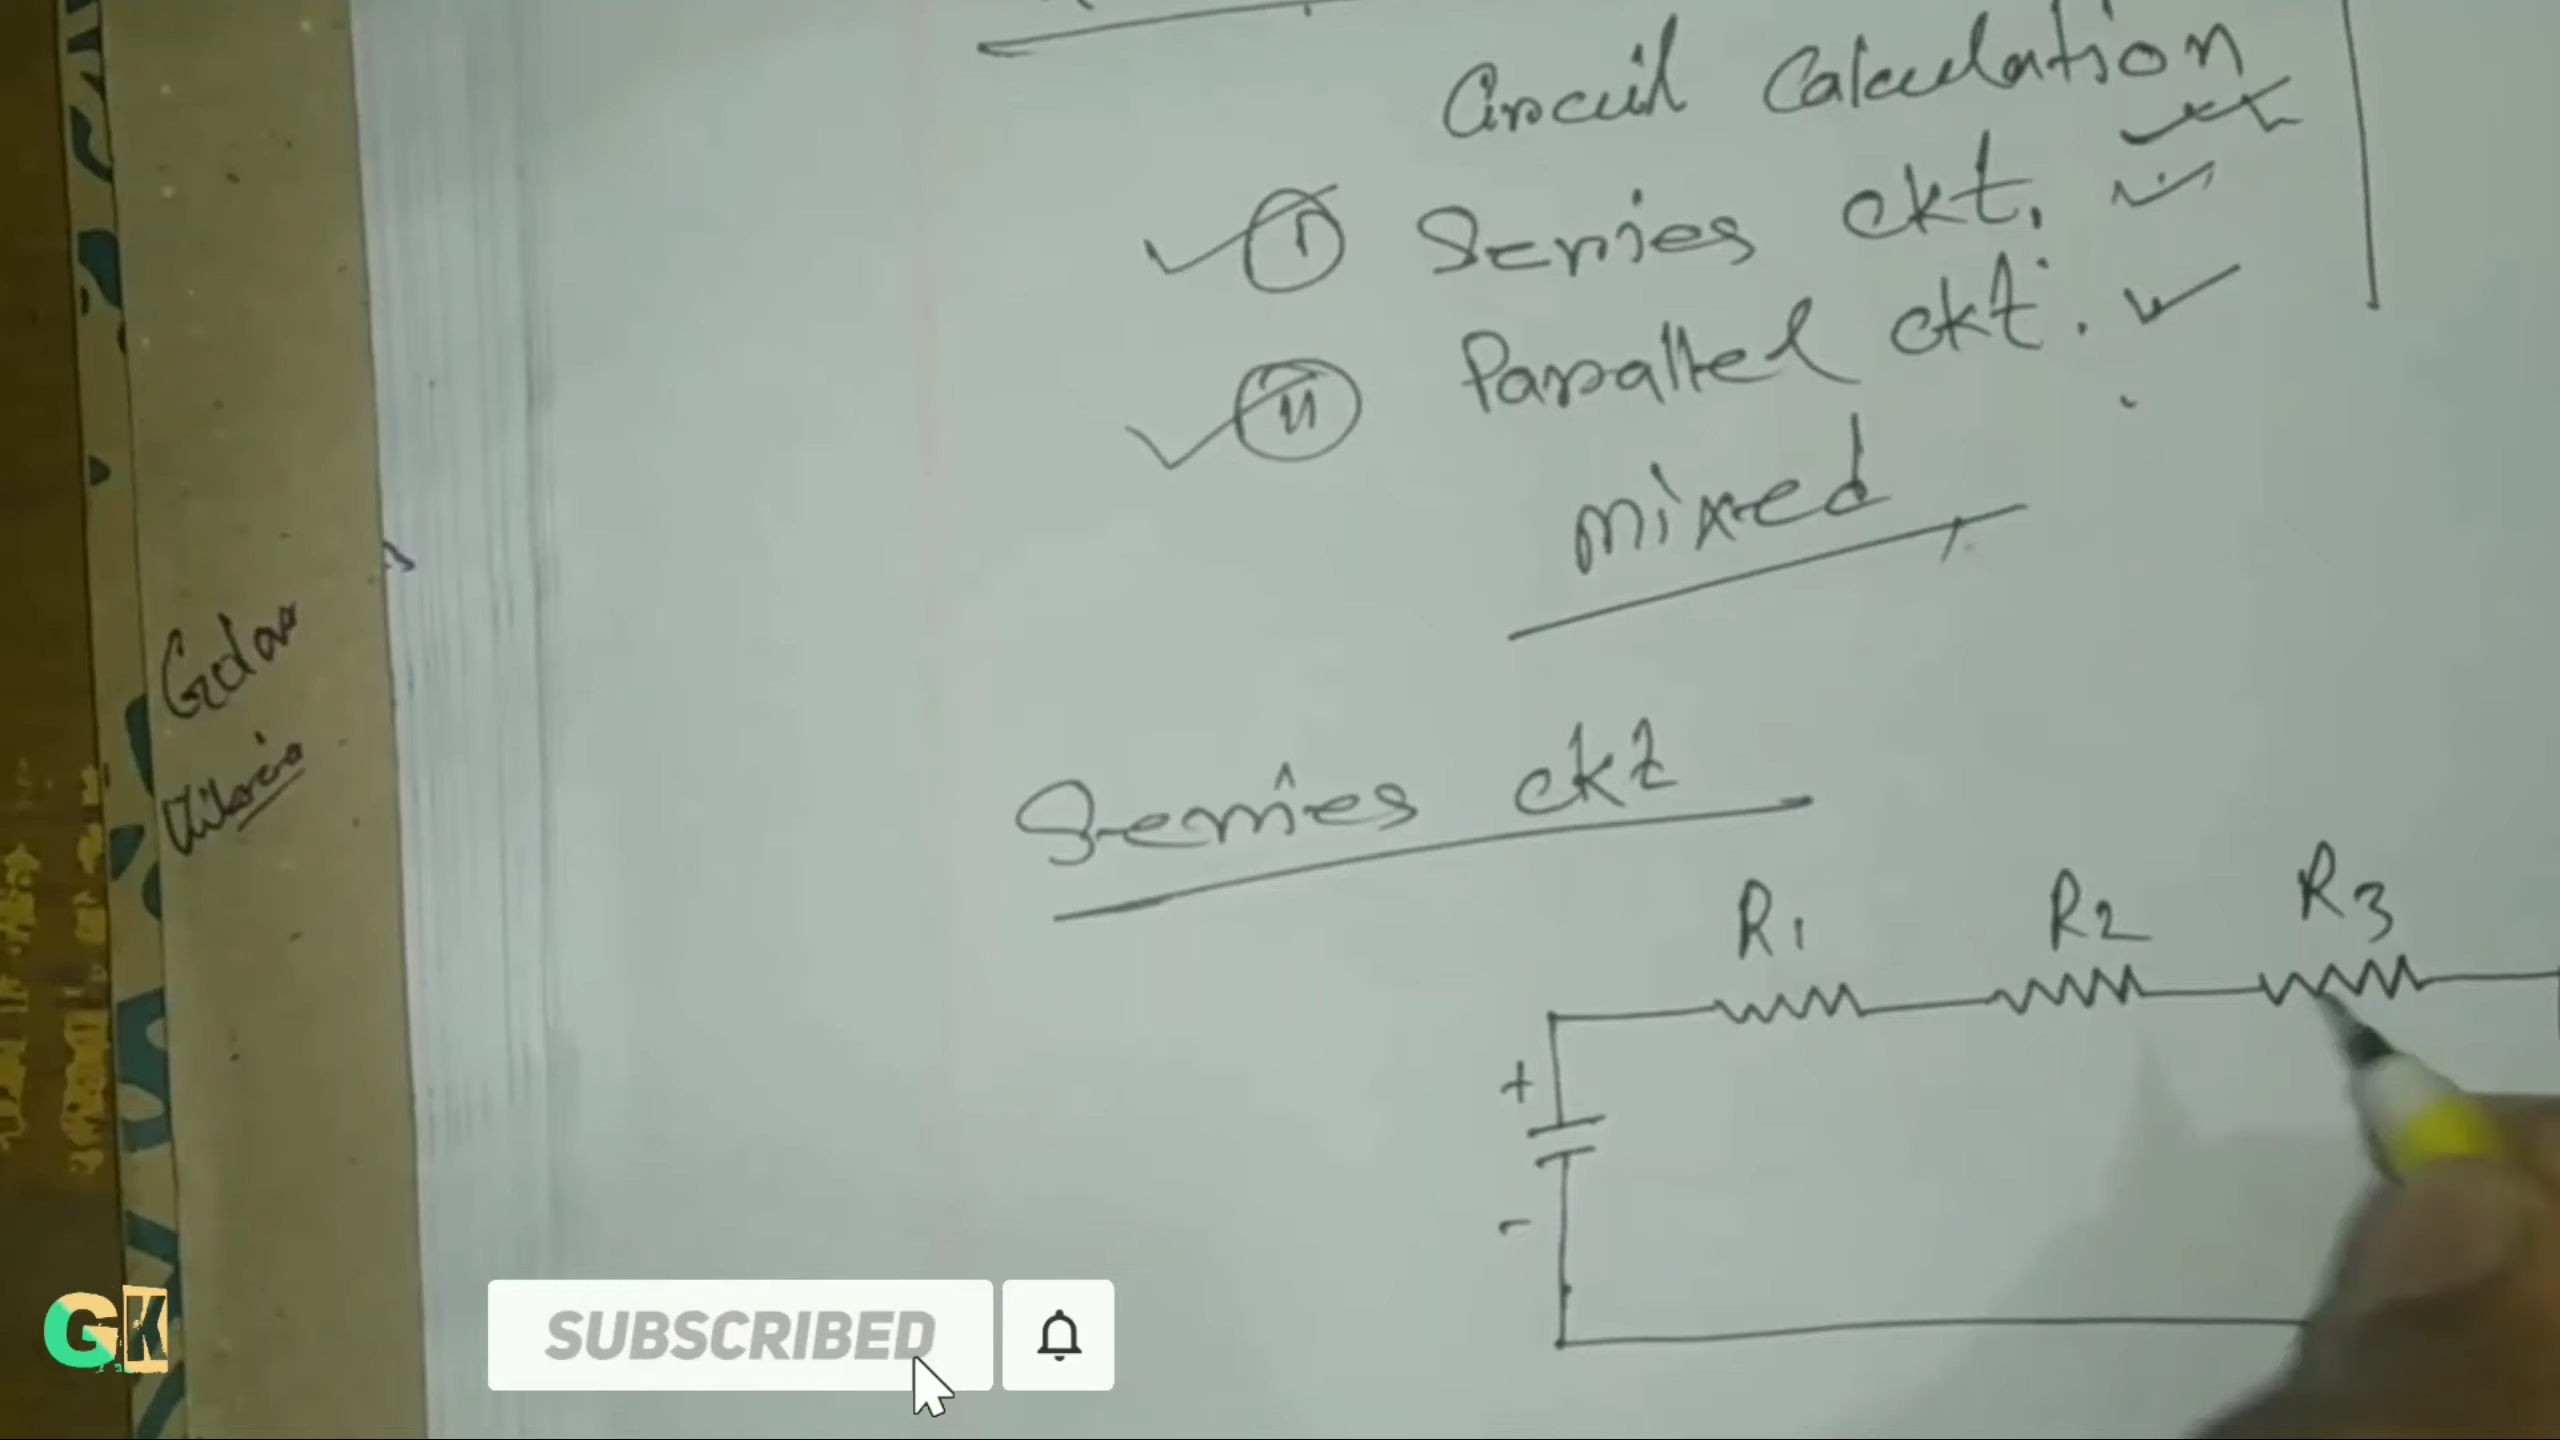 Circuit Calculation
I Series ckt.
II Parallel ckt.
mixed
Series ckt
R1 R2 R3
+
-
GK
SUBSCRIBED